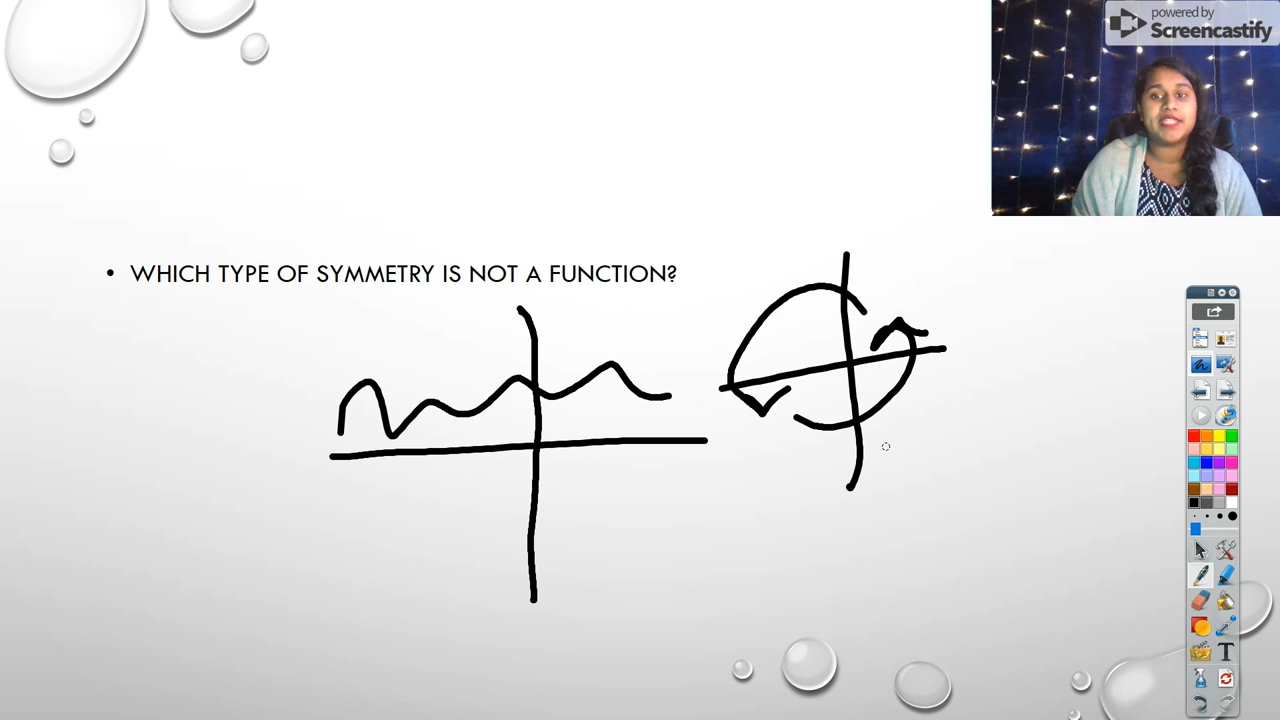 powered by
Screencastify
• WHICH TYPE OF SYMMETRY IS NOT A FUNCTION?
T